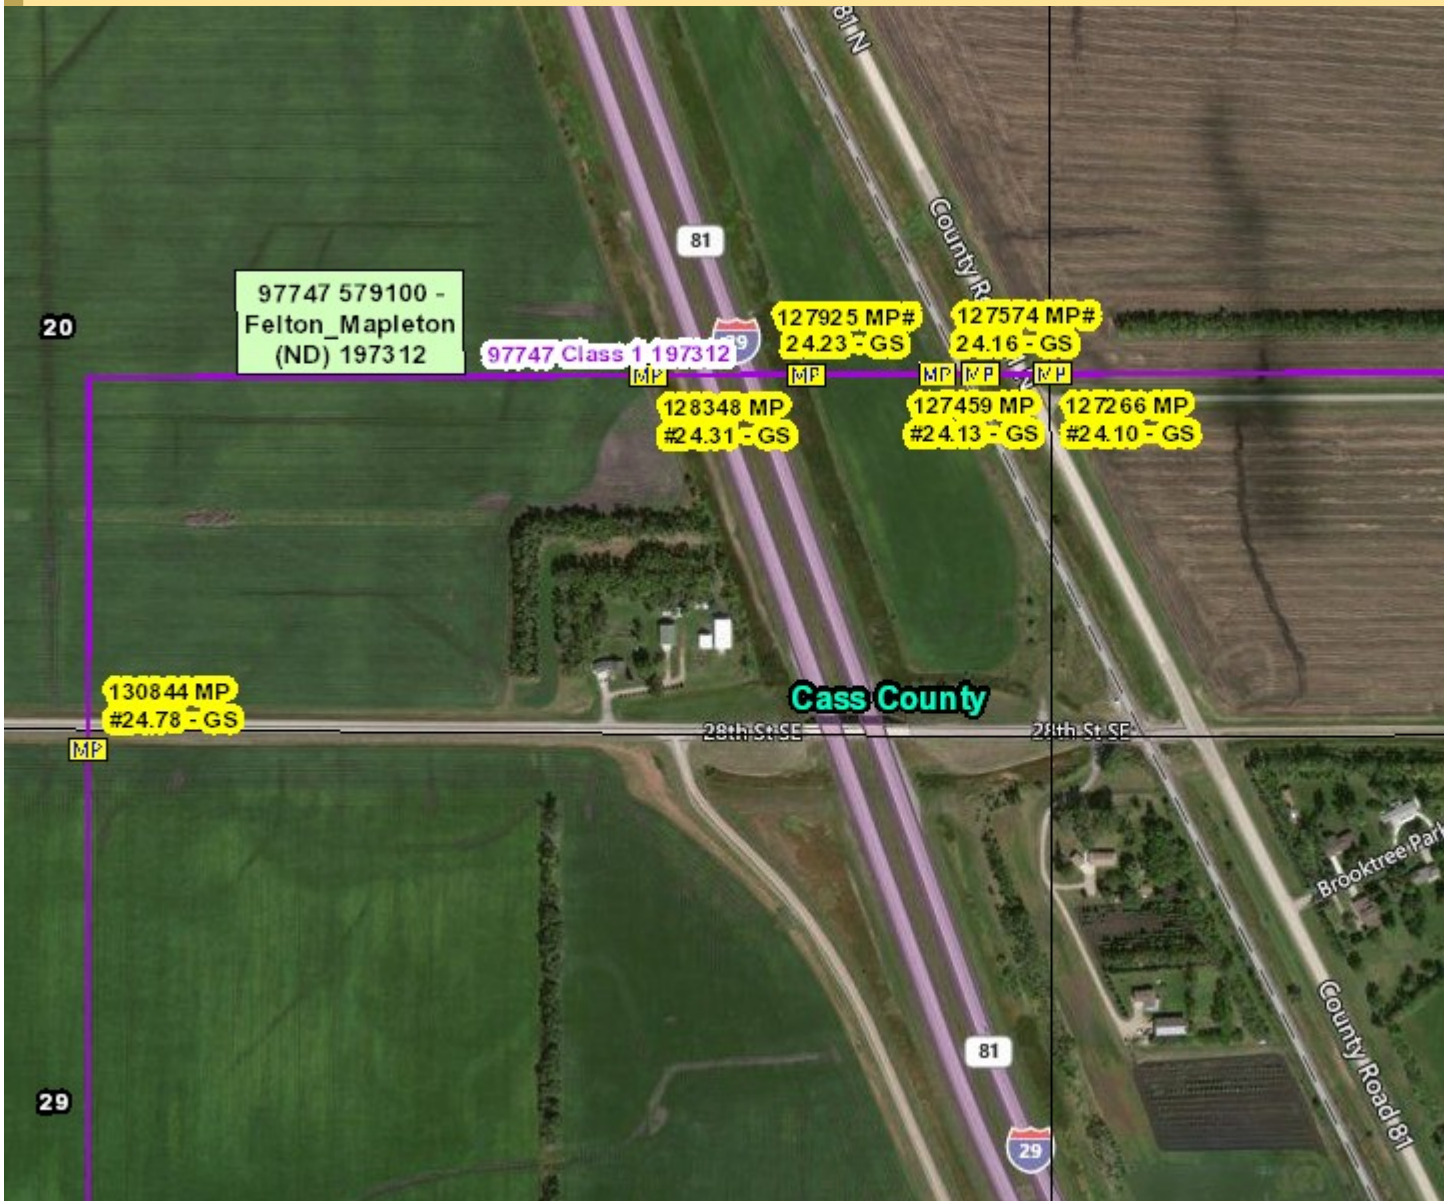 81 N
County Ro
81
20
97747 579100 -
Felton_Mapleton
(ND) 197312
97747 Class 1 197312
127925 MP#
24.23 - GS
127574 MP#
24.16 - GS
MP
MP
MP
MP
MP
128348 MP
#24.31 - GS
127459 MP
#24.13 - GS
127266 MP
#24.10 - GS
130844 MP
#24.78 - GS
MP
Cass County
28th St SE
28th St SE
Brooktree Park
County Road 81
81
29
29